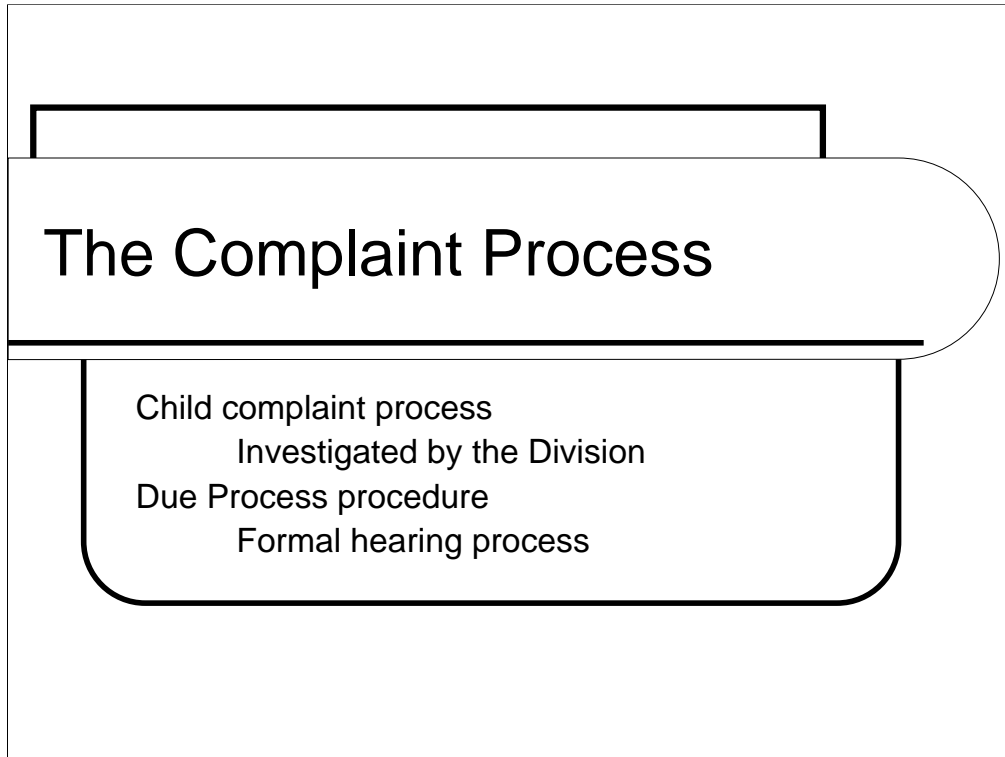 The Complaint Process
Child complaint process
Investigated by the Division
Due Process procedure
Formal hearing process